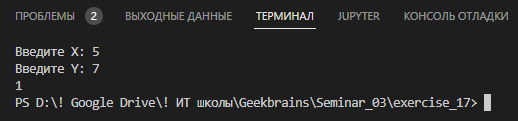 ПРОБЛЕМЫ 2 ВЫХОДНЫЕ ДАННЫЕ ТЕРМИНАЛ JUPYTER КОНСОЛЬ ОТЛАДКИ
Введите X: 5
Введите Y: 7
1
PS D:\! Google Drive\! ИТ школы\Geekbrains\Seminar_03\exercise_17>